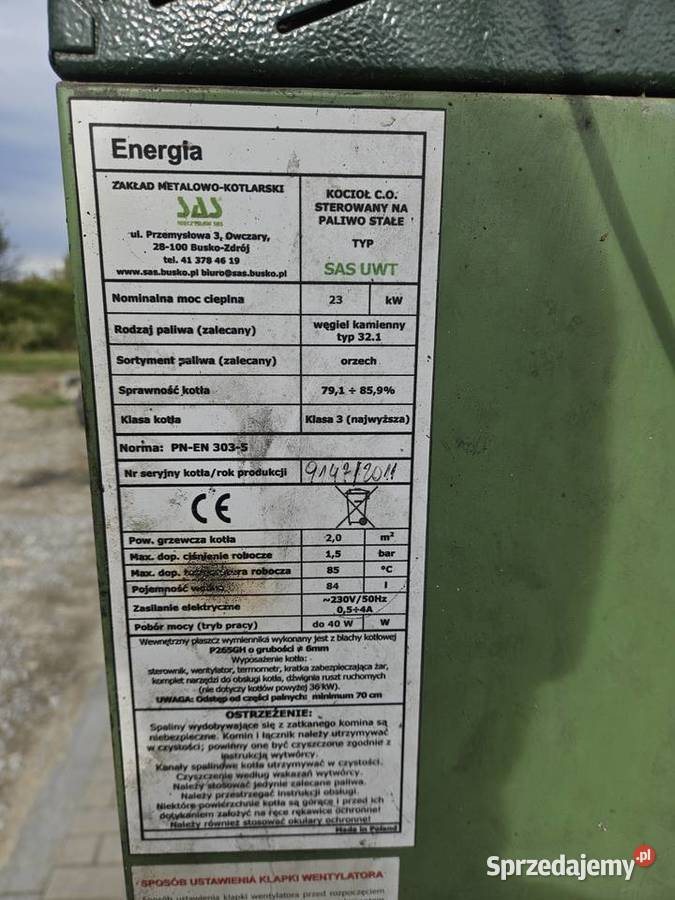 Energia
ZAKŁAD METALOWO-KOTLARSKI
SAS
ul. Przemysłowa 3, Owczary,
28-100 Busko-Zdrój
tel. 41 378 46 19
www.sas.busko.pl biuro@sas.busko.pl
KOCIOŁ C.O.
STEROWANY NA
PALIWO STAŁE
TYP
SAS UWT
Nominalna moc cieplna 23 kW
Rodzaj paliwa (zalecany) węgiel kamienny
typ 32.1
Sortyment paliwa (zalecany) orzech
Sprawność kotła 79,1 ÷ 85,9%
Klasa kotła Klasa 3 (najwyższa)
Norma: PN-EN 303-5
Nr seryjny kotła/rok produkcji 9147/2011
CE
Pow. grzewcza kotła 2,0 m²
Max. dop. ciśnienie robocze 1,5 bar
Max. dop. robocza 85 °C
Pojemność 84 l
Zasilanie elektryczne ~230V/50Hz
0,5÷4A
Pobór mocy (tryb pracy) do 40 W W
Wewnętrzny płaszcz wymiennika wykonany jest z blachy kotłowej
P265GH o grubości 6mm
Wyposażenie kotła:
sterownik, wentylator, termometr, kratka zabezpieczająca żar,
komplet narzędzi do obsługi kotła, dźwignia ruszt ruchomych
(nie dotyczy kotłów powyżej 36 kW).
UWAGA: Odstęp od części palnych: minimum 70 cm
OSTRZEŻENIE:
Spaliny wydobywające się z zatkanego komina są
niebezpieczne. Komin i łącznik należy utrzymywać
w czystości; powinny one być czyszczone zgodnie z
instrukcją wytwórcy.
Kanały spalinowe kotła utrzymywać w czystości.
Czyszczenie według wskazań wytwórcy.
Należy stosować jedynie zalecane paliwa.
Należy przestrzegać instrukcji obsługi.
Niektóre powierzchnie kotła są gorące i przed ich
dotykaniem założyć na ręce rękawice ochronne!
Należy również stosować okulary ochronne!
Made in Poland
SPOSÓB USTAWIENIA KLAPKI WENTYLATORA
Sposób ustawienia klapki wentylatora przed rozpoczęciem
Sprzedajemy.pl